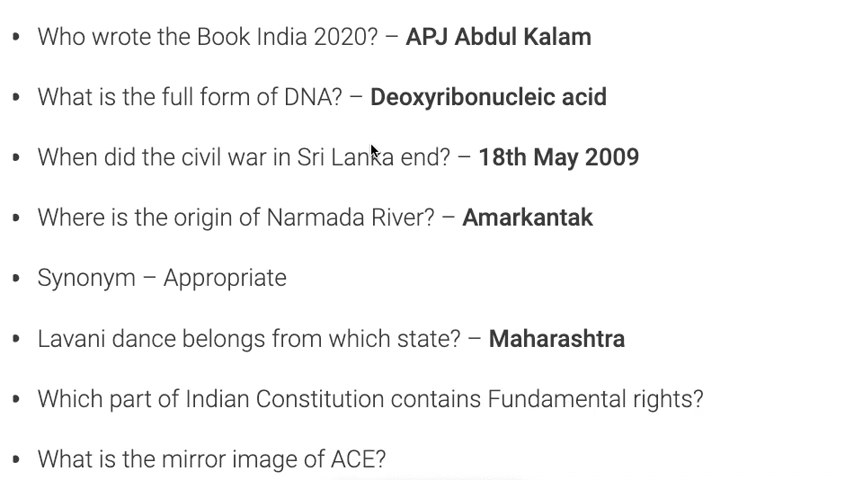 • Who wrote the Book India 2020? – APJ Abdul Kalam
• What is the full form of DNA? – Deoxyribonucleic acid
• When did the civil war in Sri Lanka end? – 18th May 2009
• Where is the origin of Narmada River? – Amarkantak
• Synonym – Appropriate
• Lavani dance belongs from which state? – Maharashtra
• Which part of Indian Constitution contains Fundamental rights?
• What is the mirror image of ACE?